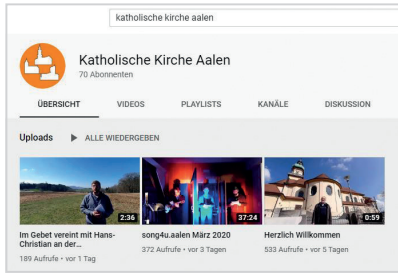 katholische kirche aalen
Katholische Kirche Aalen
70 Abonnenten
ÜBERSICHT VIDEOS PLAYLISTS KANÄLE DISKUSSION
Uploads ALLE WIEDERGEBEN
2:36 37:24 0:59
Im Gebet vereint mit Hans-Christian an der...
song4u.aalen März 2020
Herzlich Willkommen
189 Aufrufe • vor 1 Tag
372 Aufrufe • vor 3 Tagen
533 Aufrufe • vor 5 Tagen